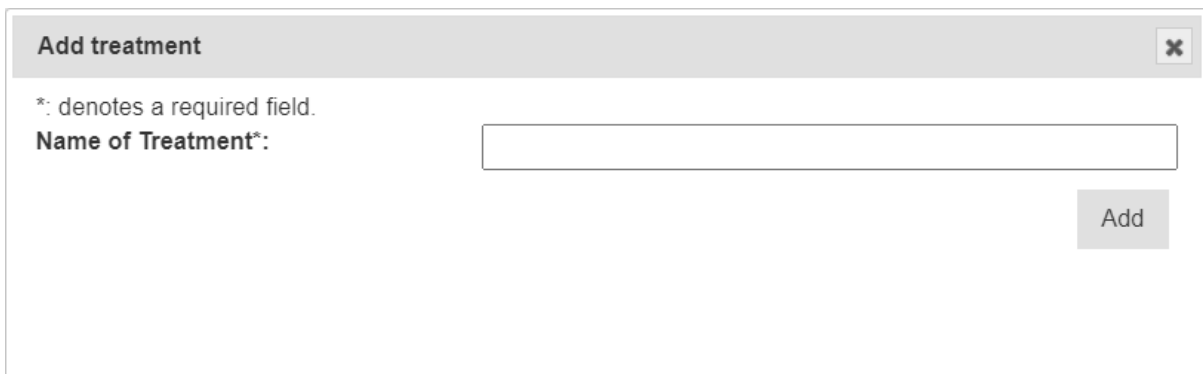 Add treatment
*: denotes a required field.
Name of Treatment*:
Add